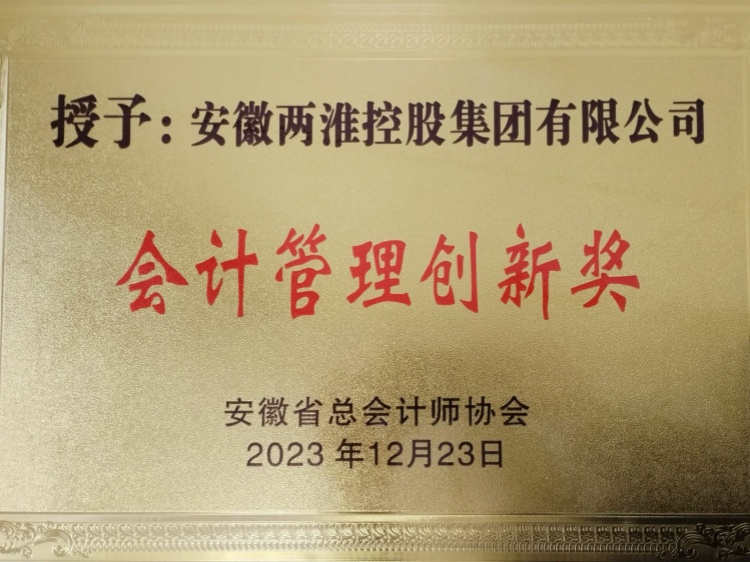 授予:安徽两淮控股集团有限公司
会计管理创新奖
安徽省总会计师协会
2023 年12月23日